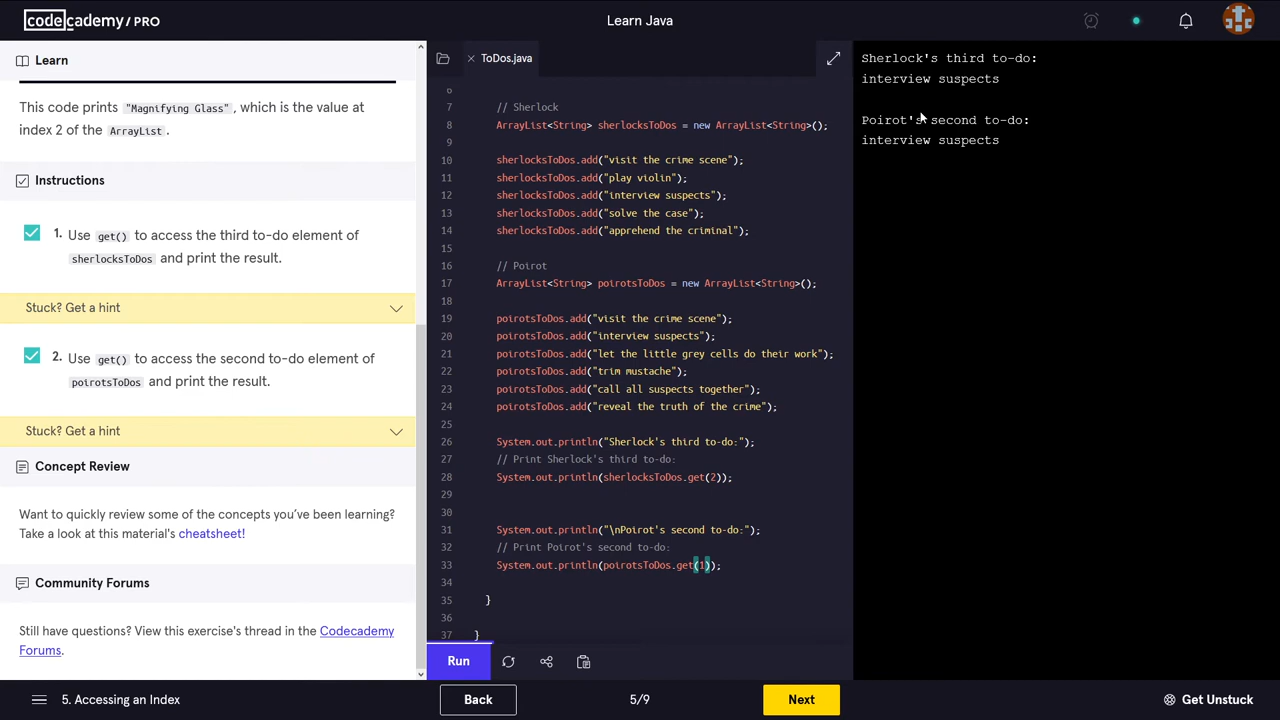 codecademy/PRO
Learn Java
Learn
This code prints "Magnifying Glass", which is the value at
index 2 of the ArrayList.
Instructions
1. Use get() to access the third to-do element of
sherlocksToDos and print the result.
Stuck? Get a hint
2. Use get() to access the second to-do element of
poirotsToDos and print the result.
Stuck? Get a hint
Concept Review
Want to quickly review some of the concepts you've been learning?
Take a look at this material's cheatsheet!
Community Forums
Still have questions? View this exercise's thread in the Codecademy
Forums.
ToDos.java
6
7 // Sherlock
8 ArrayList<String> sherlocksToDos = new ArrayList<String>();
9
10 sherlocksToDos.add("visit the crime scene");
11 sherlocksToDos.add("play violin");
12 sherlocksToDos.add("interview suspects");
13 sherlocksToDos.add("solve the case");
14 sherlocksToDos.add("apprehend the criminal");
15
16 // Poirot
17 ArrayList<String> poirotsToDos = new ArrayList<String>();
18
19 poirotsToDos.add("visit the crime scene");
20 poirotsToDos.add("interview suspects");
21 poirotsToDos.add("let the little grey cells do their work");
22 poirotsToDos.add("trim mustache");
23 poirotsToDos.add("call all suspects together");
24 poirotsToDos.add("reveal the truth of the crime");
25
26 System.out.println("Sherlock's third to-do:");
27 // Print Sherlock's third to-do:
28 System.out.println(sherlocksToDos.get(2));
29
30
31 System.out.println("\nPoirot's second to-do:");
32 // Print Poirot's second to-do:
33 System.out.println(poirotsToDos.get(1));
34
35 }
36
37 }
Run
Sherlock's third to-do:
interview suspects
Poirot's second to-do:
interview suspects
5. Accessing an Index
Back
5/9
Next
Get Unstuck